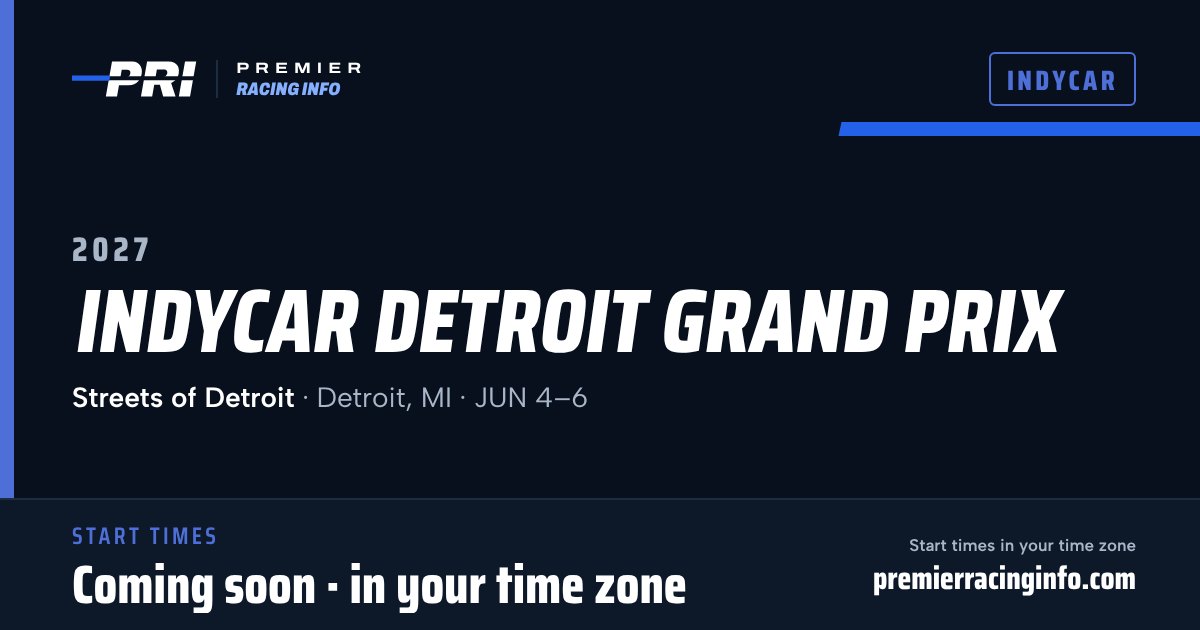 PRI
PREMIER
RACING INFO
INDYCAR
2027
INDYCAR DETROIT GRAND PRIX
Streets of Detroit · Detroit, MI · JUN 4–6
START TIMES
Coming soon · in your time zone
Start times in your time zone
premierracinginfo.com